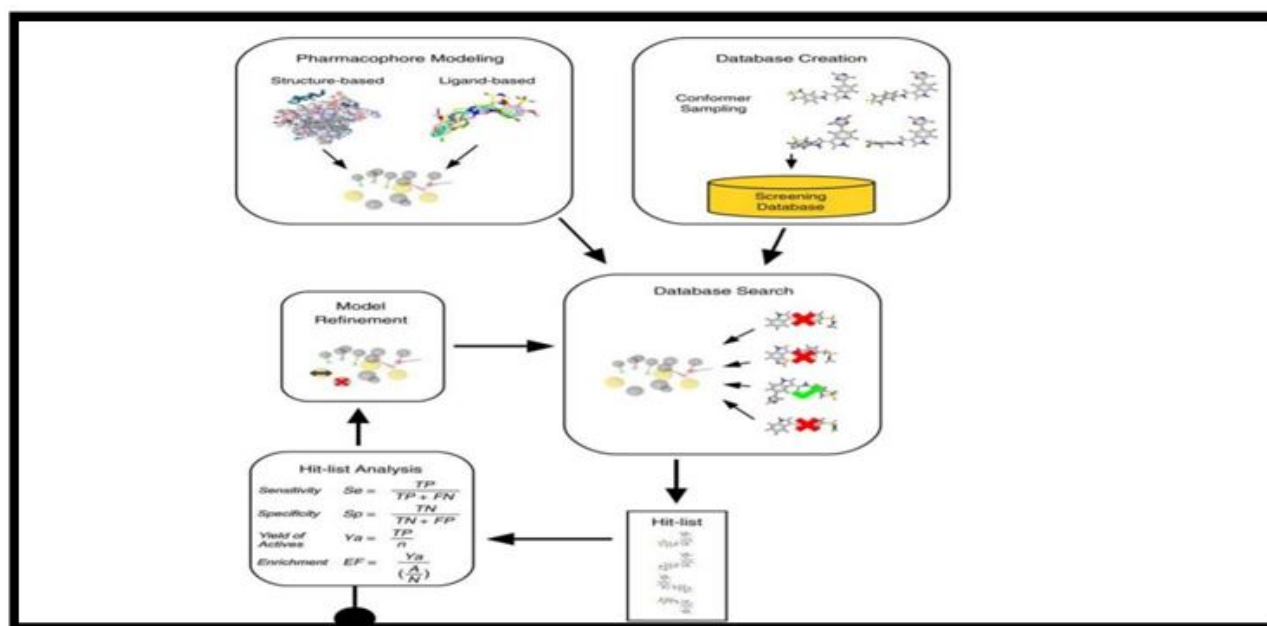 Pharmacophore Modeling
Structure-based Ligand-based
Database Creation
Conformer
Sampling
Screening
Database
Model
Refinement
Database Search
Hit-list Analysis
Sensitivity Se = TP / TP + FN
Specificity Sp = TN / TN + FP
Yield of
Actives Ya = TP / n
Enrichment EF = Ya / (A / N)
Hit-list